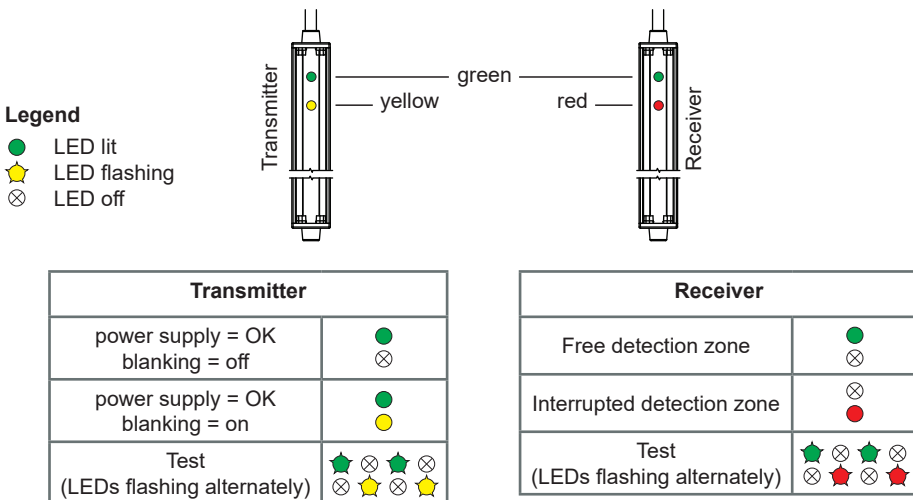 Transmitter
green
yellow
red
Receiver
Legend
LED lit
LED flashing
LED off
Transmitter
power supply = OK
blanking = off
power supply = OK
blanking = on
Test
(LEDs flashing alternately)
Receiver
Free detection zone
Interrupted detection zone
Test
(LEDs flashing alternately)